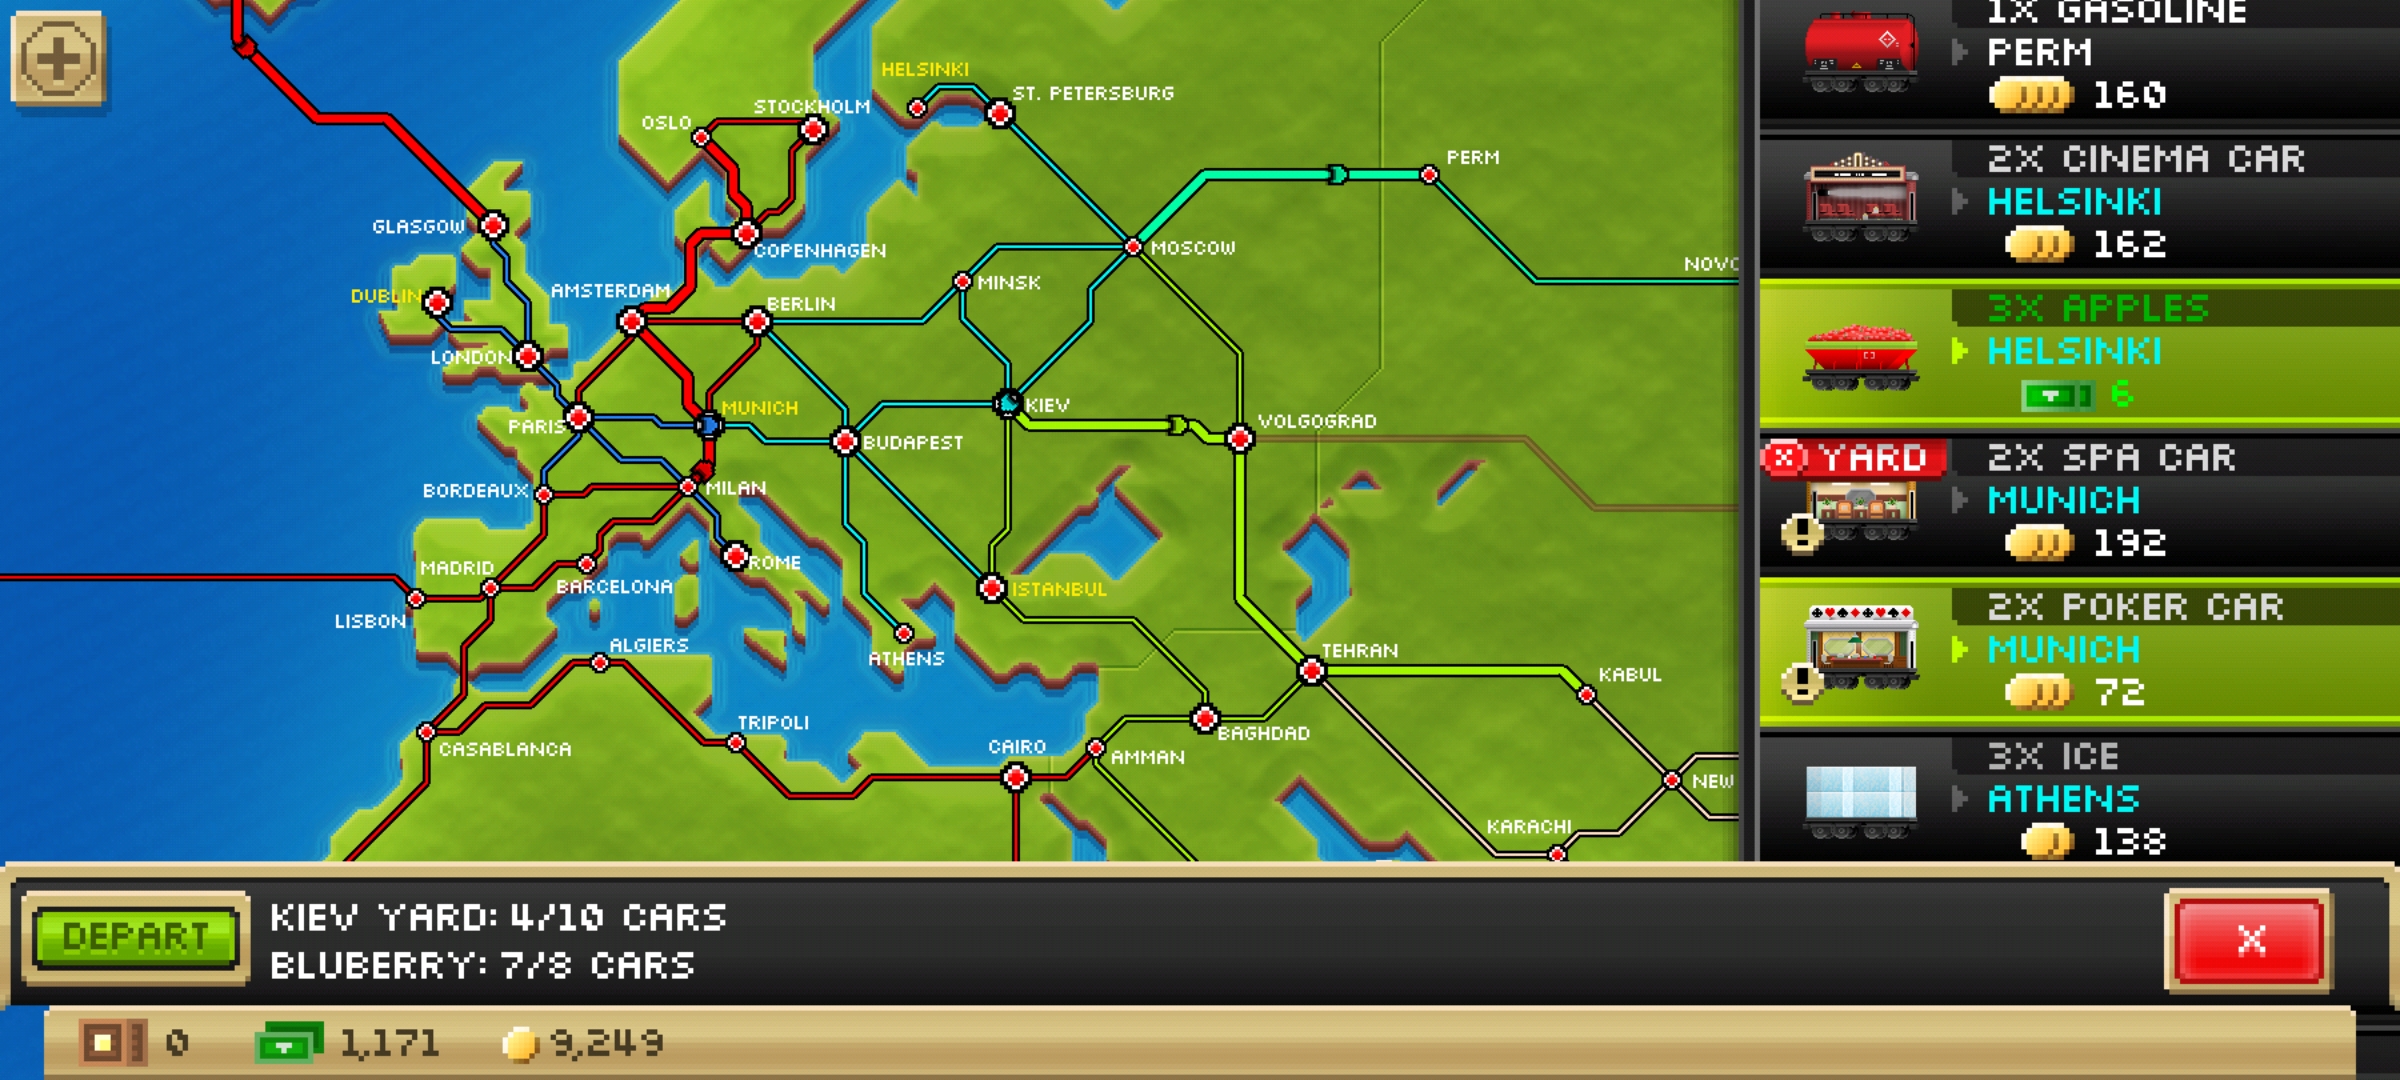 HELSINKI
ST. PETERSBURG
STOCKHOLM
OSLO
PERM
GLASGOW
COPENHAGEN
MOSCOW
NOVO
MINSK
AMSTERDAM
DUBLIN
BERLIN
LONDON
MUNICH
KIEV
PARIS
VOLGOGRAD
BUDAPEST
BORDEAUX
MILAN
ROME
MADRID
BARCELONA
ISTANBUL
LISBON
ALGIERS
ATHENS
TEHRAN
KABUL
TRIPOLI
BAGHDAD
CASABLANCA
CAIRO
AMMAN
NEW
KARACHI
1X GASOLINE
PERM
160
2X CINEMA CAR
HELSINKI
162
3X APPLES
HELSINKI
6
X YARD
2X SPA CAR
MUNICH
192
2X POKER CAR
MUNICH
72
3X ICE
ATHENS
138
DEPART
KIEV YARD: 4/10 CARS
BLUBERRY: 7/8 CARS
X
0
1,171
9,249